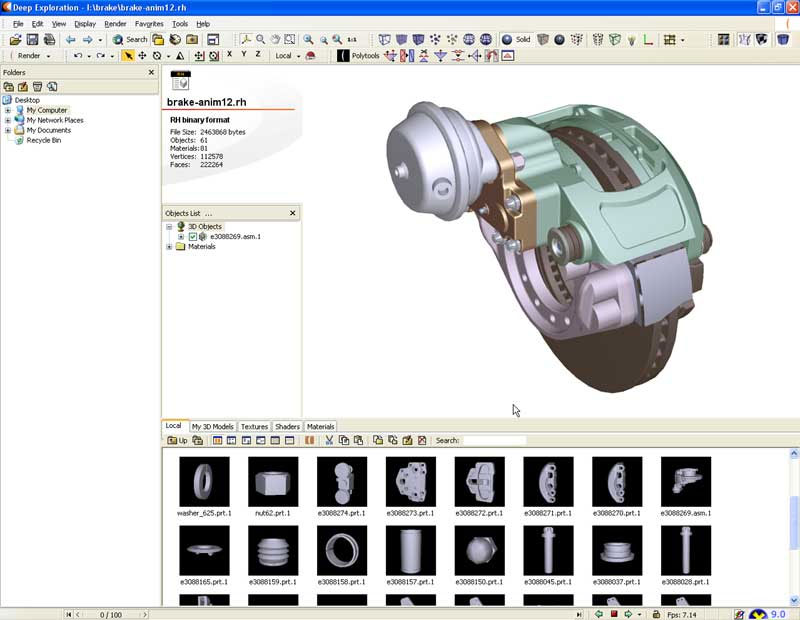 Deep Exploration - I:\brake\brake-anim12.rh
File Edit View Display Render Favorites Tools Help
Search 1:1 Solid
Render X Y Z Local Polytools
Folders
Desktop
My Computer
My Network Places
My Documents
Recycle Bin
brake-anim12.rh
RH binary format
File Size: 2463868 bytes
Objects: 61
Materials: 81
Vertices: 112578
Faces: 222264
Objects List ...
3D Objects
e3088269.asm.1
Materials
Local My 3D Models Textures Shaders Materials
Up Search:
washer_625.prt.1 nut62.prt.1 e3088274.prt.1 e3088273.prt.1 e3088272.prt.1 e3088271.prt.1 e3088270.prt.1 e3088269.asm.1
e3088165.prt.1 e3088159.prt.1 e3088158.prt.1 e3088157.prt.1 e3088150.prt.1 e3088045.prt.1 e3088037.prt.1 e3088028.prt.1
0 / 100 Fps: 7.14 9.0